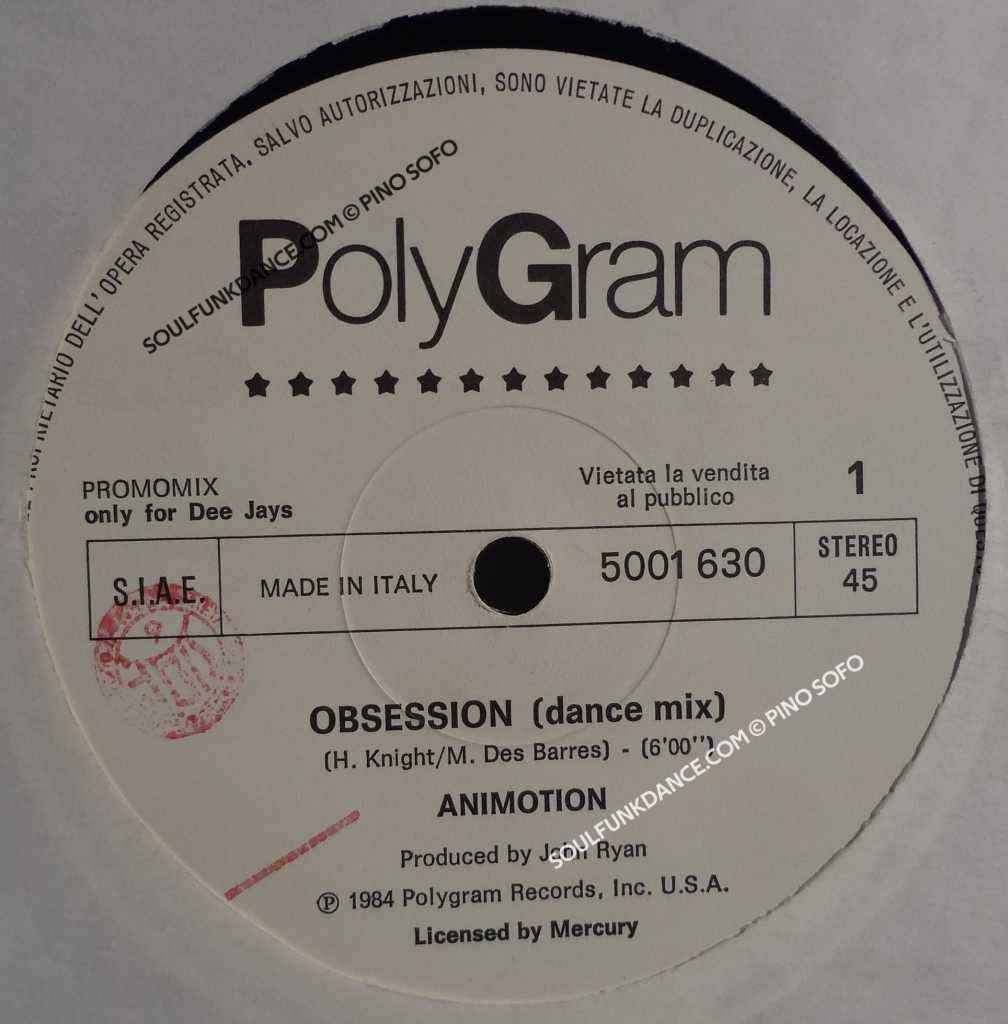 PROPRIETARIO DELL'OPERA REGISTRATA, SALVO AUTORIZZAZIONI, SONO VIETATE LA DUPLICAZIONE, LA LOCAZIONE E L'UTILIZZAZIONE DI
SOULFUNKDANCE.COM © PINO SOFO
PolyGram
PROMOMIX
only for Dee Jays
Vietata la vendita
al pubblico
1
S.I.A.E.
MADE IN ITALY
5001 630
STEREO
45
OBSESSION (dance mix)
(H. Knight/M. Des Barres) - (6'00")
ANIMOTION
Produced by John Ryan
℗ 1984 Polygram Records, Inc. U.S.A.
Licensed by Mercury
SOULFUNKDANCE.COM © PINO SOFO